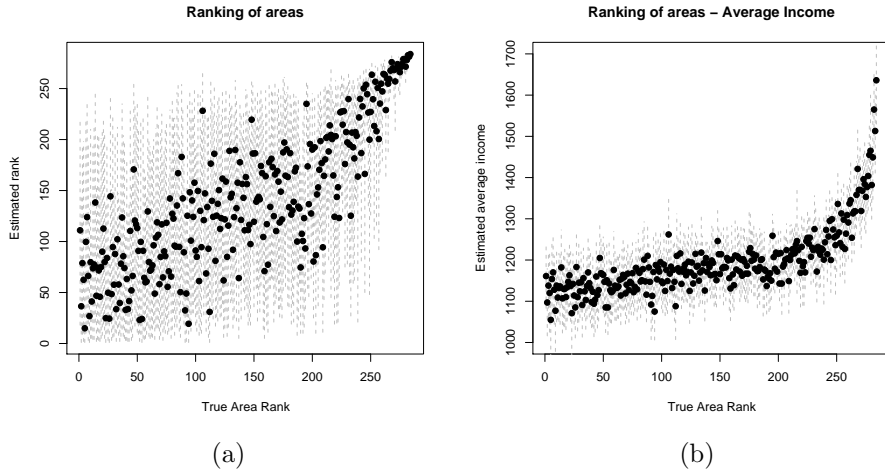 Ranking of areas
Estimated rank
0 50 100 150 200 250
0 50 100 150 200 250
True Area Rank
(a)
Ranking of areas – Average Income
Estimated average income
1000 1100 1200 1300 1400 1500 1600 1700
0 50 100 150 200 250
True Area Rank
(b)